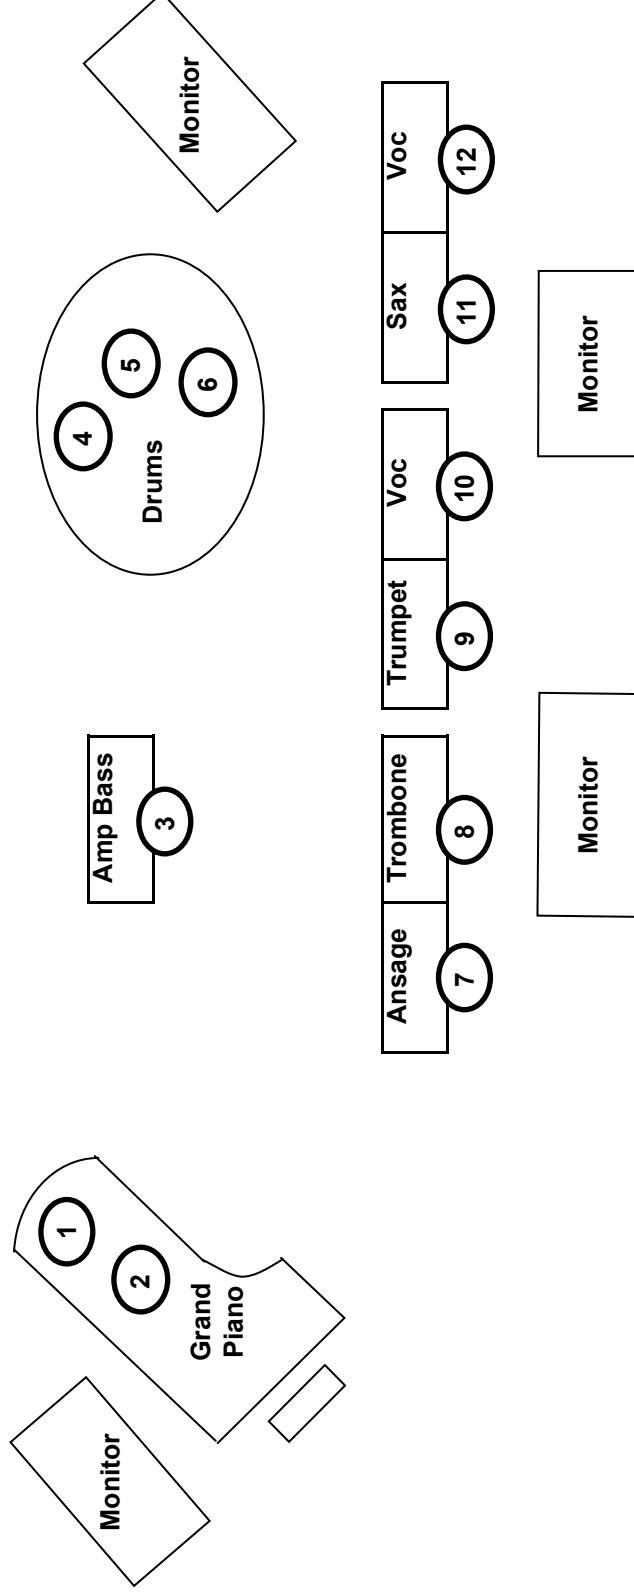 Monitor
1
2
Grand
Piano
Amp Bass
3
4
5
6
Drums
Monitor
Ansage
Trombone
Trumpet
Voc
Sax
Voc
7
8
9
10
11
12
Monitor
Monitor